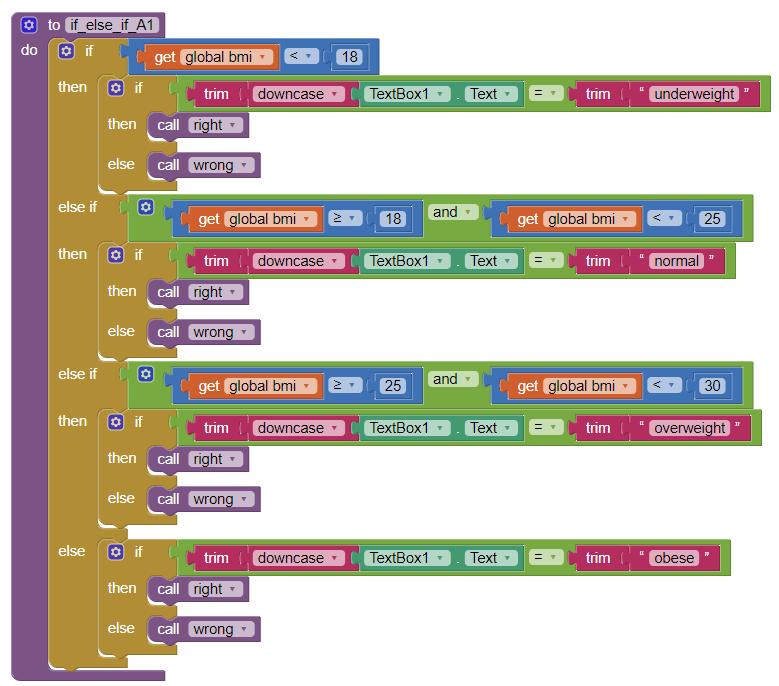 to if_else_if_A1
do if get global bmi < 18
then if trim downcase TextBox1 . Text = trim “ underweight ”
then call right
else call wrong
else if get global bmi ≥ 18 and get global bmi < 25
then if trim downcase TextBox1 . Text = trim “ normal ”
then call right
else call wrong
else if get global bmi ≥ 25 and get global bmi < 30
then if trim downcase TextBox1 . Text = trim “ overweight ”
then call right
else call wrong
else if trim downcase TextBox1 . Text = trim “ obese ”
then call right
else call wrong